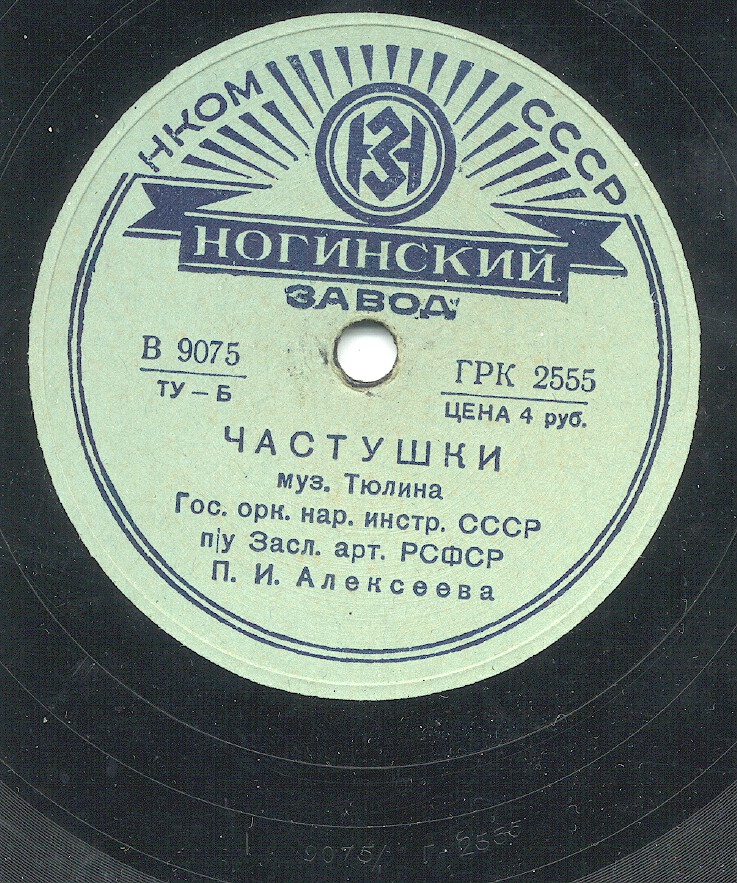 НКОМ СССР
НЗ
НОГИНСКИЙ
ЗАВОД
В 9075
ТУ — Б
ГРК 2555
ЦЕНА 4 руб.
ЧАСТУШКИ
муз. Тюлина
Гос. орк. нар. инстр. СССР
п/у Засл. арт. РСФСР
П. И. Алексеева
9075/ Г 2555